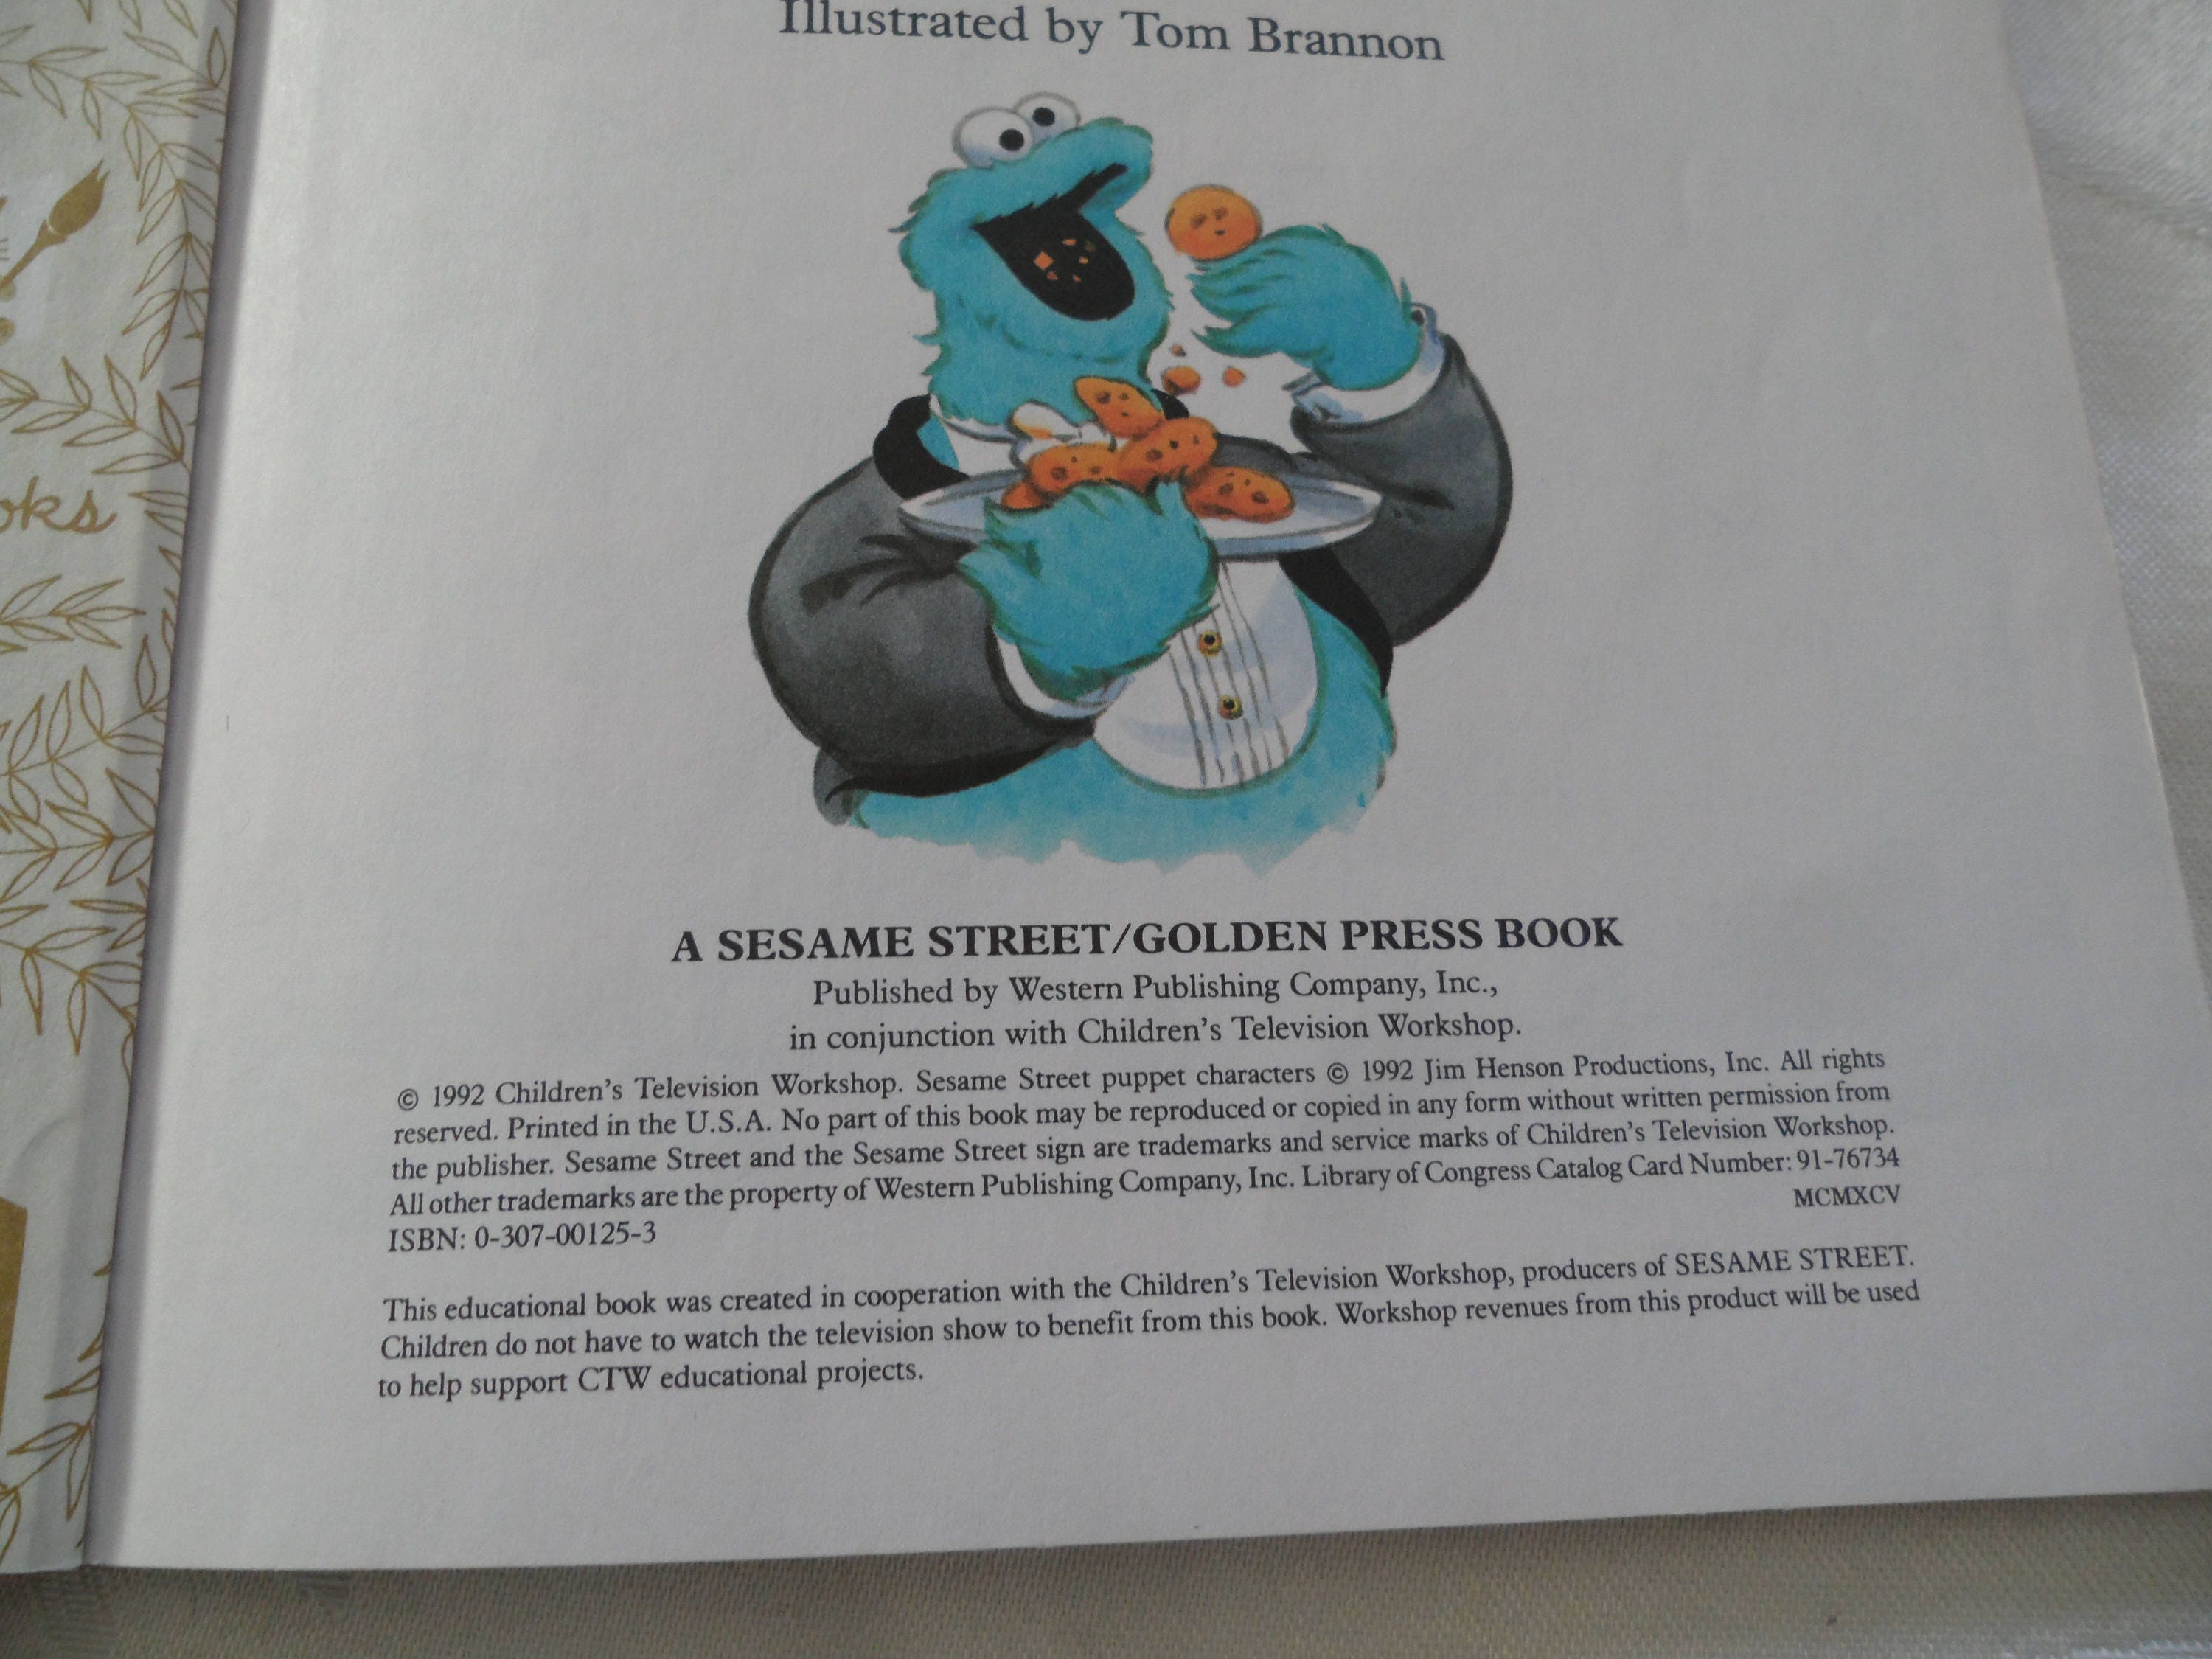 Illustrated by Tom Brannon
oks
A SESAME STREET/GOLDEN PRESS BOOK
Published by Western Publishing Company, Inc.,
in conjunction with Children's Television Workshop.
© 1992 Children's Television Workshop. Sesame Street puppet characters © 1992 Jim Henson Productions, Inc. All rights
reserved. Printed in the U.S.A. No part of this book may be reproduced or copied in any form without written permission from
the publisher. Sesame Street and the Sesame Street sign are trademarks and service marks of Children's Television Workshop.
All other trademarks are the property of Western Publishing Company, Inc. Library of Congress Catalog Card Number: 91-76734
ISBN: 0-307-00125-3 MCMXCV
This educational book was created in cooperation with the Children's Television Workshop, producers of SESAME STREET.
Children do not have to watch the television show to benefit from this book. Workshop revenues from this product will be used
to help support CTW educational projects.